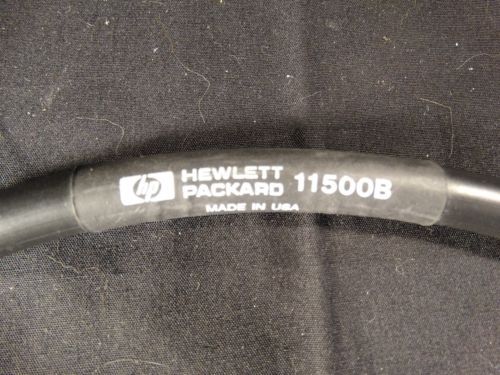 hp HEWLETT
PACKARD 11500B
MADE IN USA